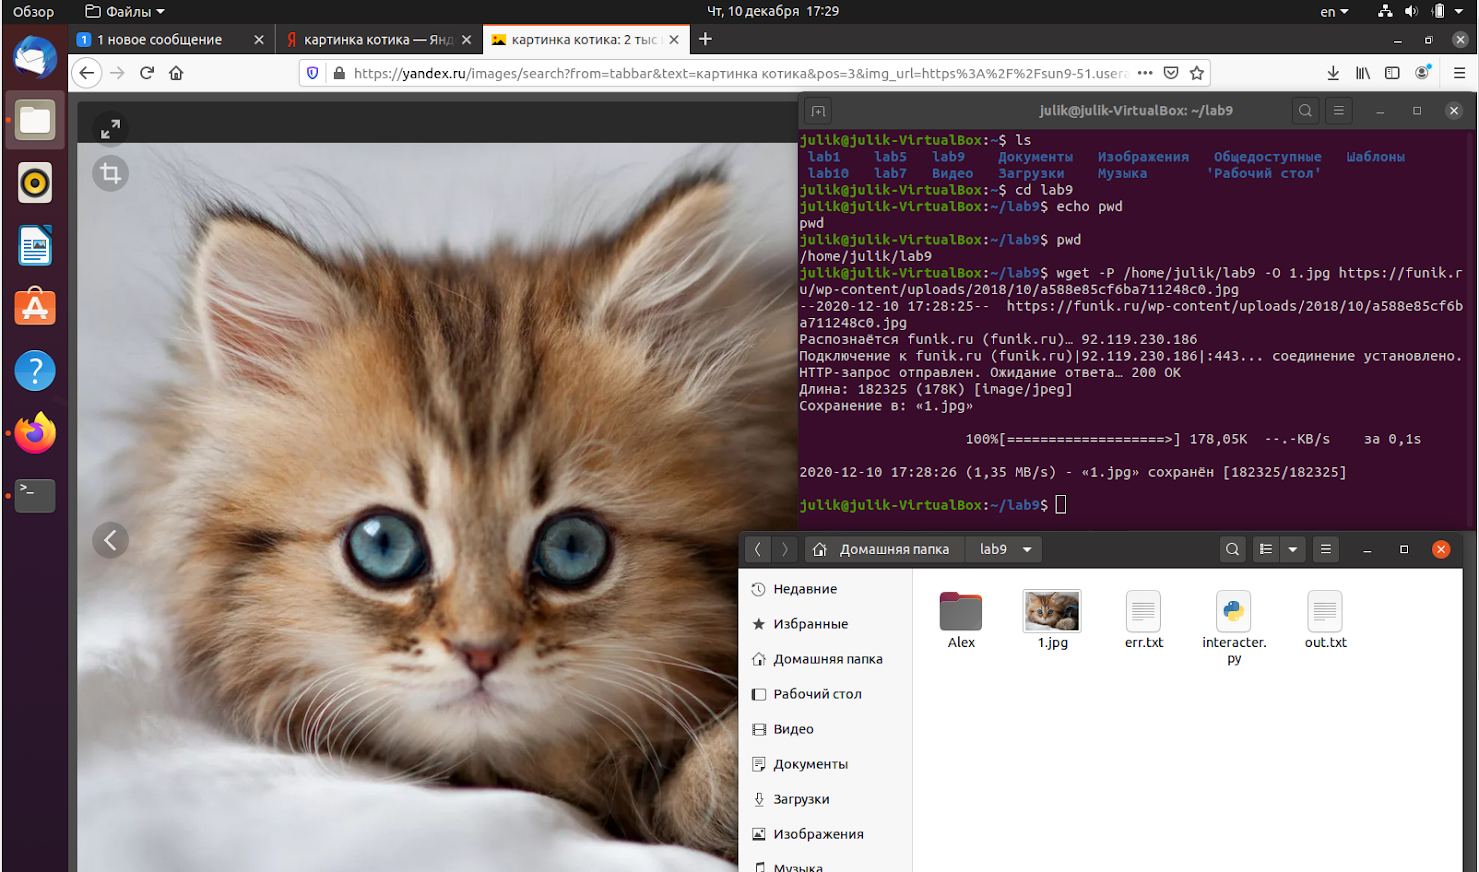 Обзор
Файлы
Чт, 10 декабря 17:29
en
1 новое сообщение
картинка котика — Янд
картинка котика: 2 тыс
https://yandex.ru/images/search?from=tabbar&text=картинка котика&pos=3&img_url=https%3A%2F%2Fsun9-51.usera
julik@julik-VirtualBox: ~/lab9
julik@julik-VirtualBox:~$ ls
lab1 lab5 lab9 Документы Изображения Общедоступные Шаблоны
lab10 lab7 Видео Загрузки Музыка 'Рабочий стол'
julik@julik-VirtualBox:~$ cd lab9
julik@julik-VirtualBox:~/lab9$ echo pwd
pwd
julik@julik-VirtualBox:~/lab9$ pwd
/home/julik/lab9
julik@julik-VirtualBox:~/lab9$ wget -P /home/julik/lab9 -O 1.jpg https://funik.r
u/wp-content/uploads/2018/10/a588e85cf6ba711248c0.jpg
--2020-12-10 17:28:25-- https://funik.ru/wp-content/uploads/2018/10/a588e85cf6b
a711248c0.jpg
Распознаётся funik.ru (funik.ru)… 92.119.230.186
Подключение к funik.ru (funik.ru)|92.119.230.186|:443... соединение установлено.
HTTP-запрос отправлен. Ожидание ответа… 200 OK
Длина: 182325 (178K) [image/jpeg]
Сохранение в: «1.jpg»
100%[===================>] 178,05K --.-KB/s за 0,1s
2020-12-10 17:28:26 (1,35 MB/s) - «1.jpg» сохранён [182325/182325]
julik@julik-VirtualBox:~/lab9$
Домашняя папка
lab9
Недавние
Избранные
Домашняя папка
Рабочий стол
Видео
Документы
Загрузки
Изображения
Музыка
Alex
1.jpg
err.txt
interacter.
py
out.txt